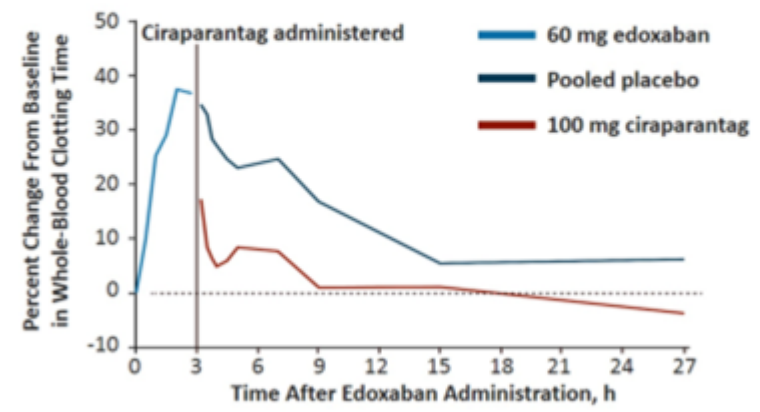 Ciraparantag administered
60 mg edoxaban
Pooled placebo
100 mg ciraparantag
Percent Change From Baseline
in Whole-Blood Clotting Time
50
40
30
20
10
0
-10
0 3 6 9 12 15 18 21 24 27
Time After Edoxaban Administration, h